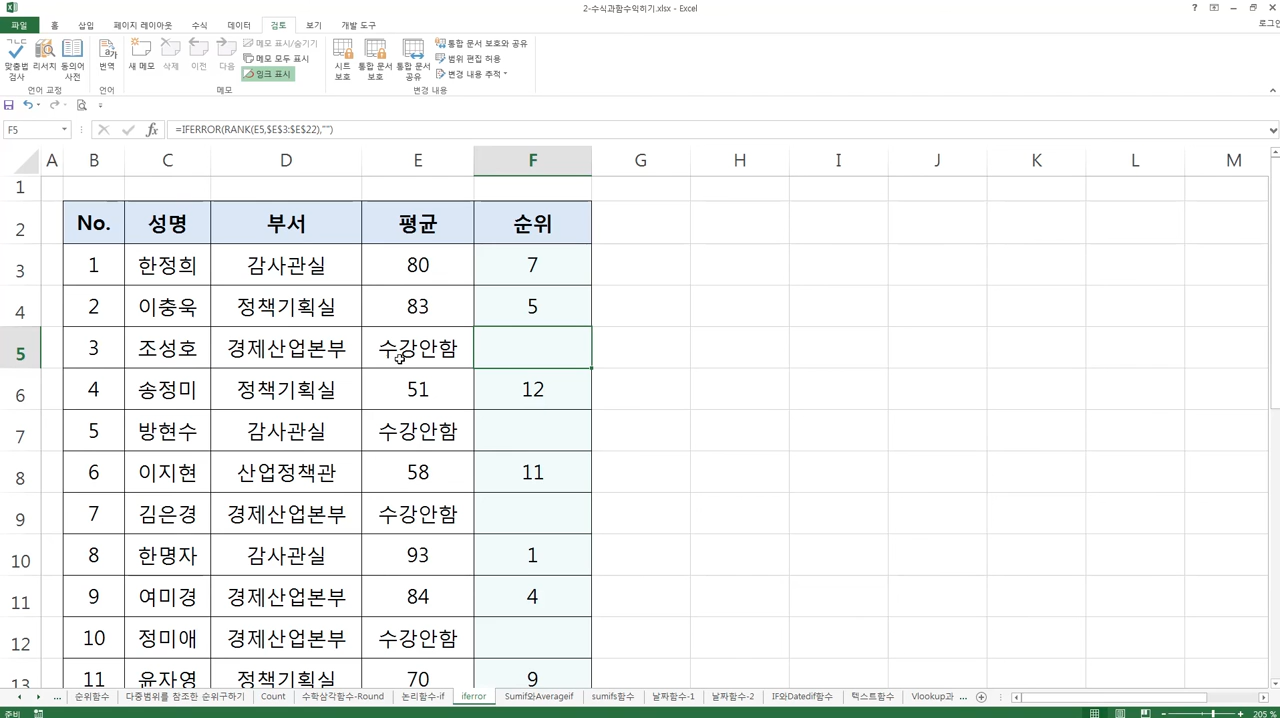 2-수식과함수익히기.xlsx - Excel
파일 홈 삽입 페이지 레이아웃 수식 데이터 검토 보기 개발 도구 로그인
맞춤법 검사 리서치 동의어 사전 번역 새 메모 삭제 이전 다음 메모 표시/숨기기 메모 모두 표시 잉크 표시 시트 보호 통합 문서 보호 통합 문서 공유 통합 문서 보호와 공유 범위 편집 허용 변경 내용 추적
언어 교정 언어 메모 변경 내용
F5 fx =IFERROR(RANK(E5,$E$3:$E$22),"")
A B C D E F G H I J K L M
1
2 No. 성명 부서 평균 순위
3 1 한정희 감사관실 80 7
4 2 이충욱 정책기획실 83 5
5 3 조성호 경제산업본부 수강안함
6 4 송정미 정책기획실 51 12
7 5 방현수 감사관실 수강안함
8 6 이지현 산업정책관 58 11
9 7 김은경 경제산업본부 수강안함
10 8 한명자 감사관실 93 1
11 9 여미경 경제산업본부 84 4
12 10 정미애 경제산업본부 수강안함
13 11 윤자영 정책기획실 70 9
... 순위함수 다중범위를 참조한 순위구하기 Count 수학삼각함수-Round 논리함수-if iferror Sumif와Averageif sumifs함수 날짜함수-1 날짜함수-2 IF와Datedif함수 텍스트함수 Vlookup과 ...
준비 205 %